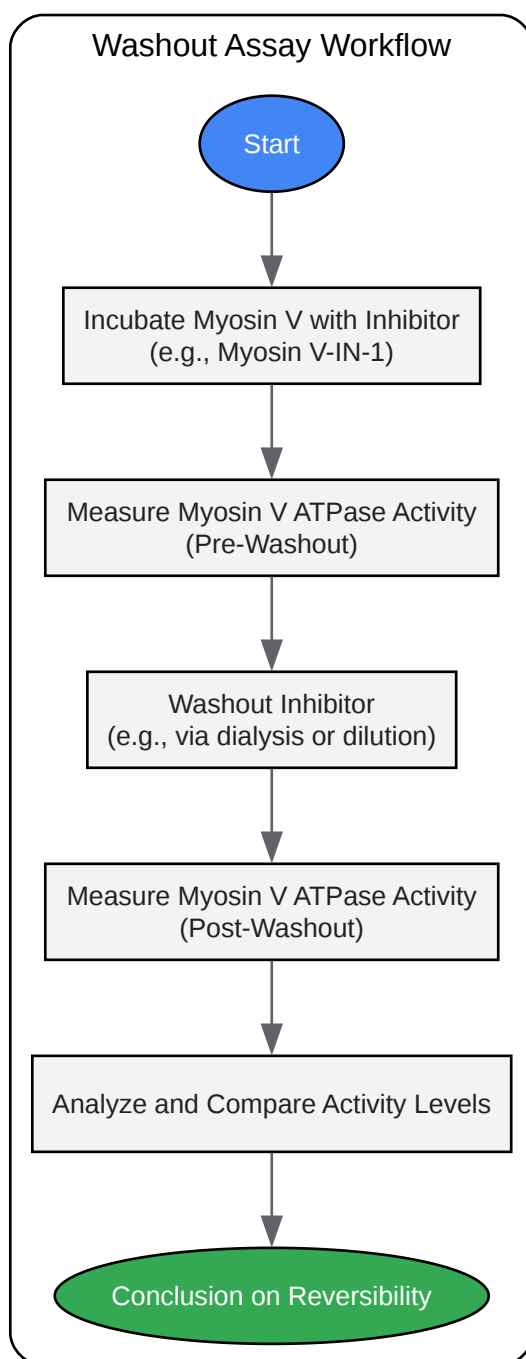 Washout Assay Workflow
Start
Incubate Myosin V with Inhibitor
(e.g., Myosin V-IN-1)
Measure Myosin V ATPase Activity
(Pre-Washout)
Washout Inhibitor
(e.g., via dialysis or dilution)
Measure Myosin V ATPase Activity
(Post-Washout)
Analyze and Compare Activity Levels
Conclusion on Reversibility